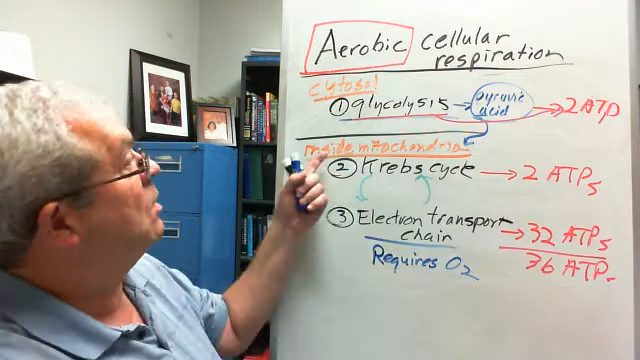 Aerobic cellular
respiration
cytosol
① glycolysis → pyruvic acid → 2 ATP
inside mitochondria
② Krebs cycle → 2 ATPs
③ Electron transport
chain → 32 ATPs
Requires O₂ 36 ATPs